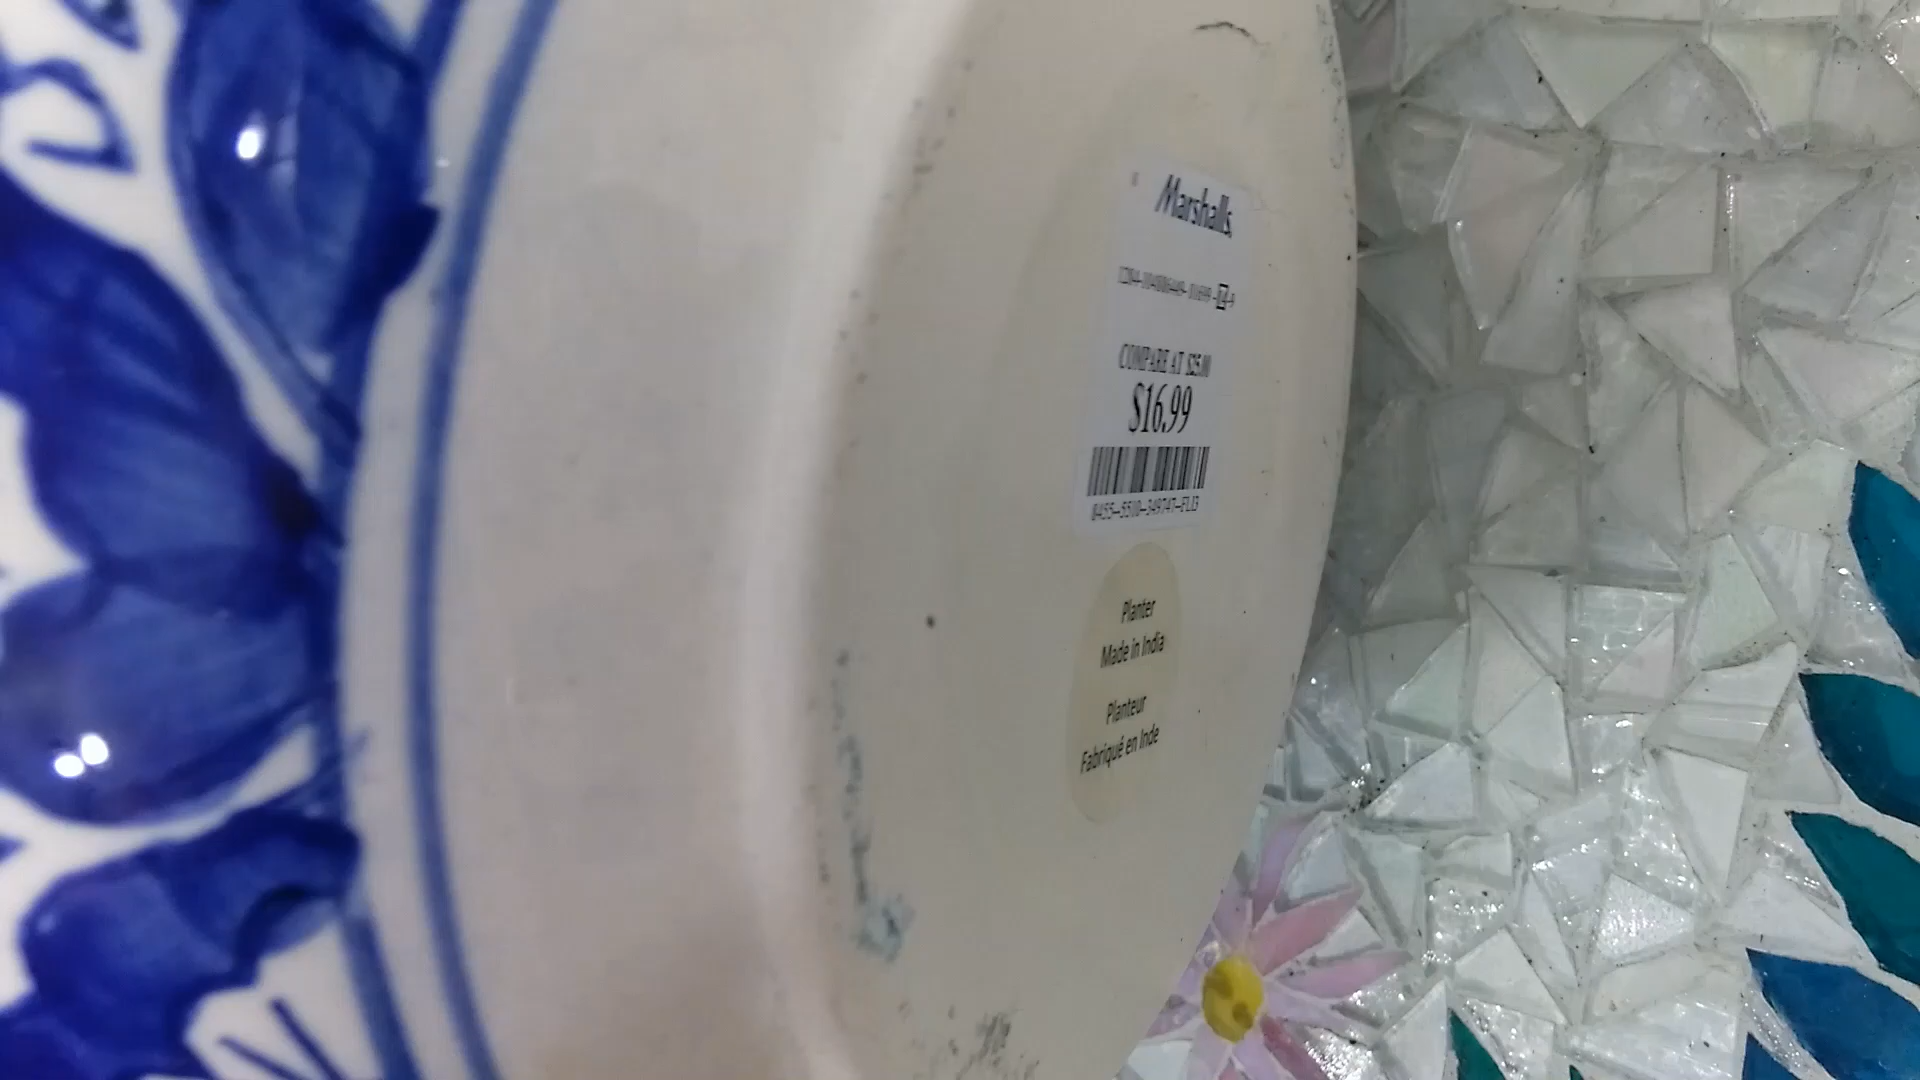 Marshalls
COMPARE AT $25.00
$16.99
Planter
Made in India
Planteur
Fabriqué en Inde